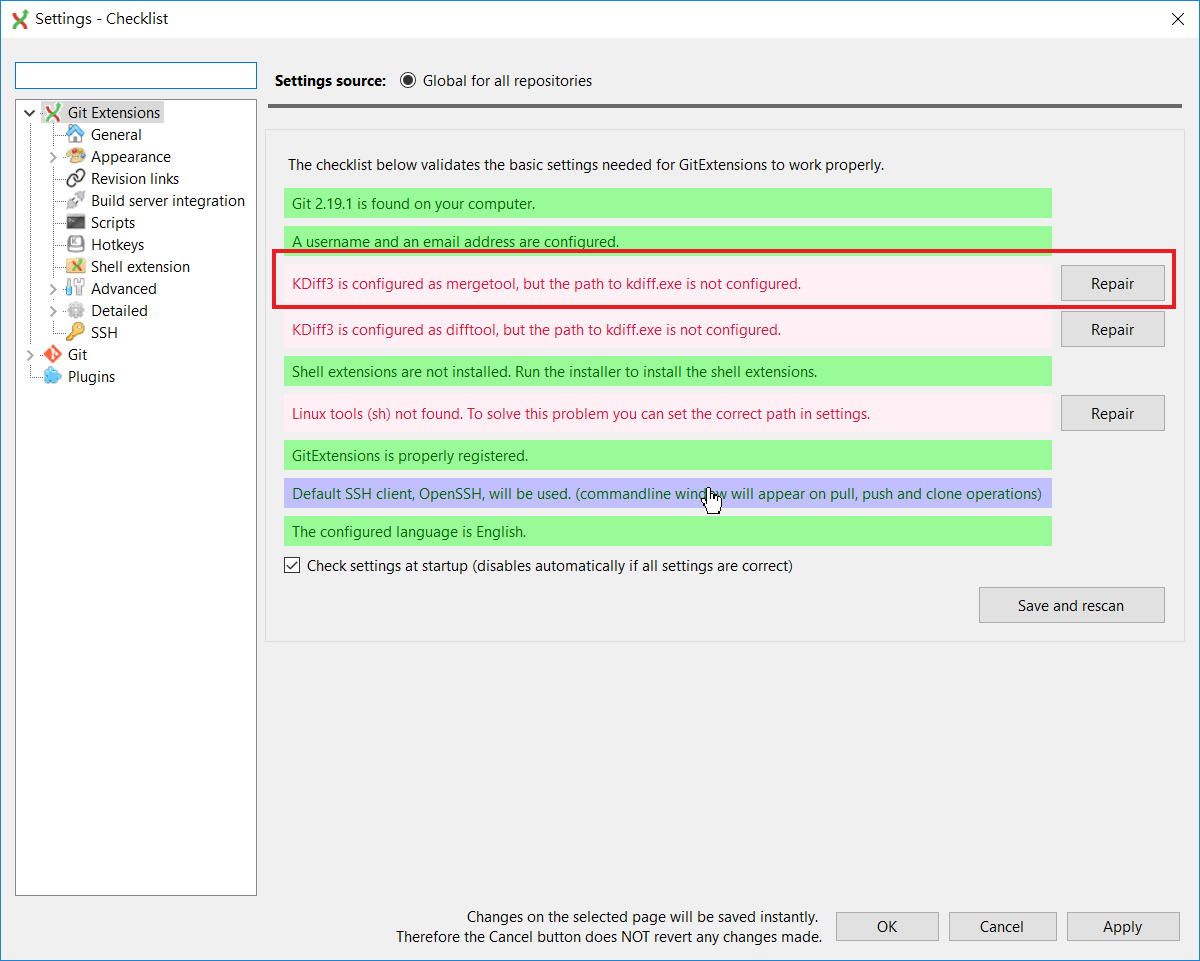 Settings - Checklist
Settings source: Global for all repositories
Git Extensions
General
Appearance
Revision links
Build server integration
Scripts
Hotkeys
Shell extension
Advanced
Detailed
SSH
Git
Plugins
The checklist below validates the basic settings needed for GitExtensions to work properly.
Git 2.19.1 is found on your computer.
A username and an email address are configured.
KDiff3 is configured as mergetool, but the path to kdiff.exe is not configured.
Repair
KDiff3 is configured as difftool, but the path to kdiff.exe is not configured.
Repair
Shell extensions are not installed. Run the installer to install the shell extensions.
Linux tools (sh) not found. To solve this problem you can set the correct path in settings.
Repair
GitExtensions is properly registered.
Default SSH client, OpenSSH, will be used. (commandline window will appear on pull, push and clone operations)
The configured language is English.
Check settings at startup (disables automatically if all settings are correct)
Save and rescan
Changes on the selected page will be saved instantly.
Therefore the Cancel button does NOT revert any changes made.
OK
Cancel
Apply